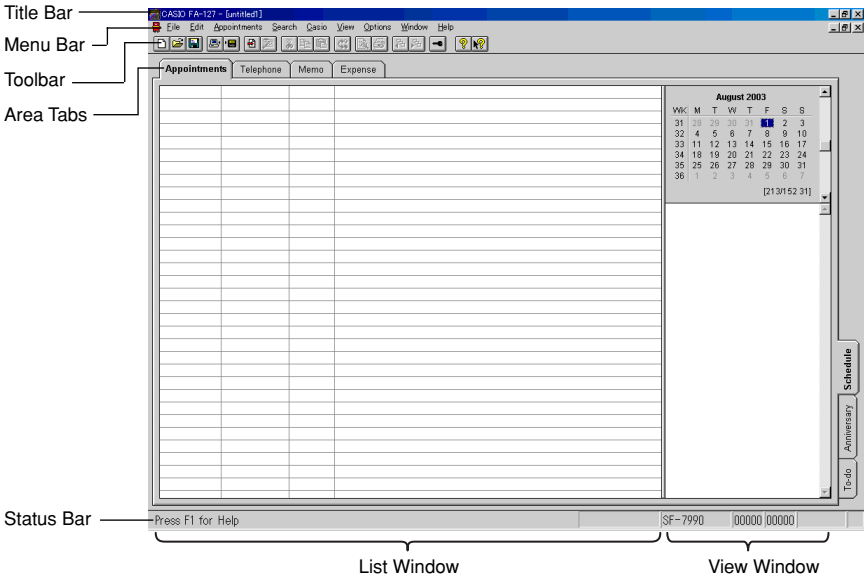 Title Bar
CASIO FA-127 - [untitled1]
Menu Bar
File Edit Appointments Search Casio View Options Window Help
Toolbar
Area Tabs
Appointments Telephone Memo Expense
August 2003
WK M T W T F S S
31 28 29 30 31 1 2 3
32 4 5 6 7 8 9 10
33 11 12 13 14 15 16 17
34 18 19 20 21 22 23 24
35 25 26 27 28 29 30 31
36 1 2 3 4 5 6 7
[213/152 31]
Schedule
Anniversary
To-do
Status Bar
Press F1 for Help SF-7990 00000 00000
List Window
View Window